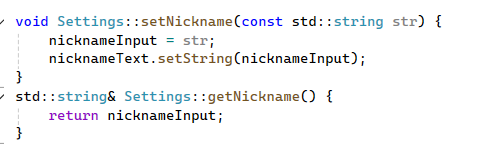 void Settings::setNickname(const std::string str) {
    nicknameInput = str;
    nicknameText.setString(nicknameInput);
}
std::string& Settings::getNickname() {
    return nicknameInput;
}